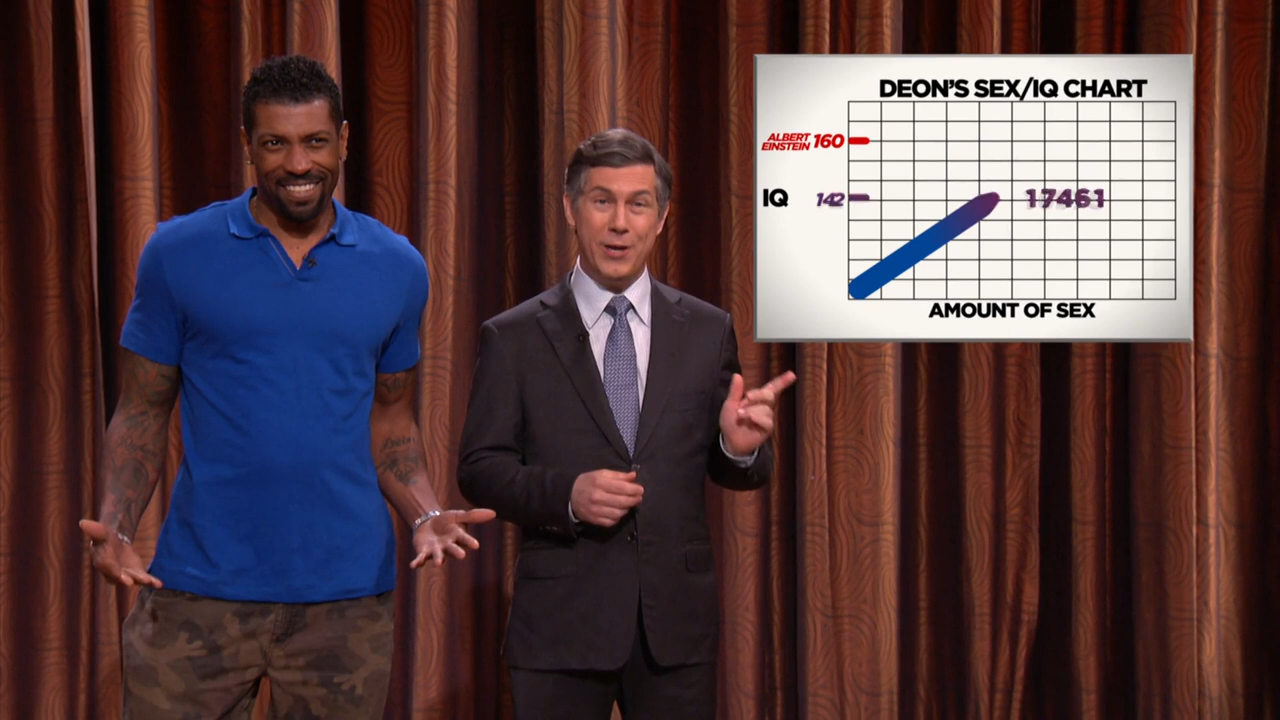 DEON'S SEX/IQ CHART
ALBERT
EINSTEIN 160
IQ 142 17461
AMOUNT OF SEX